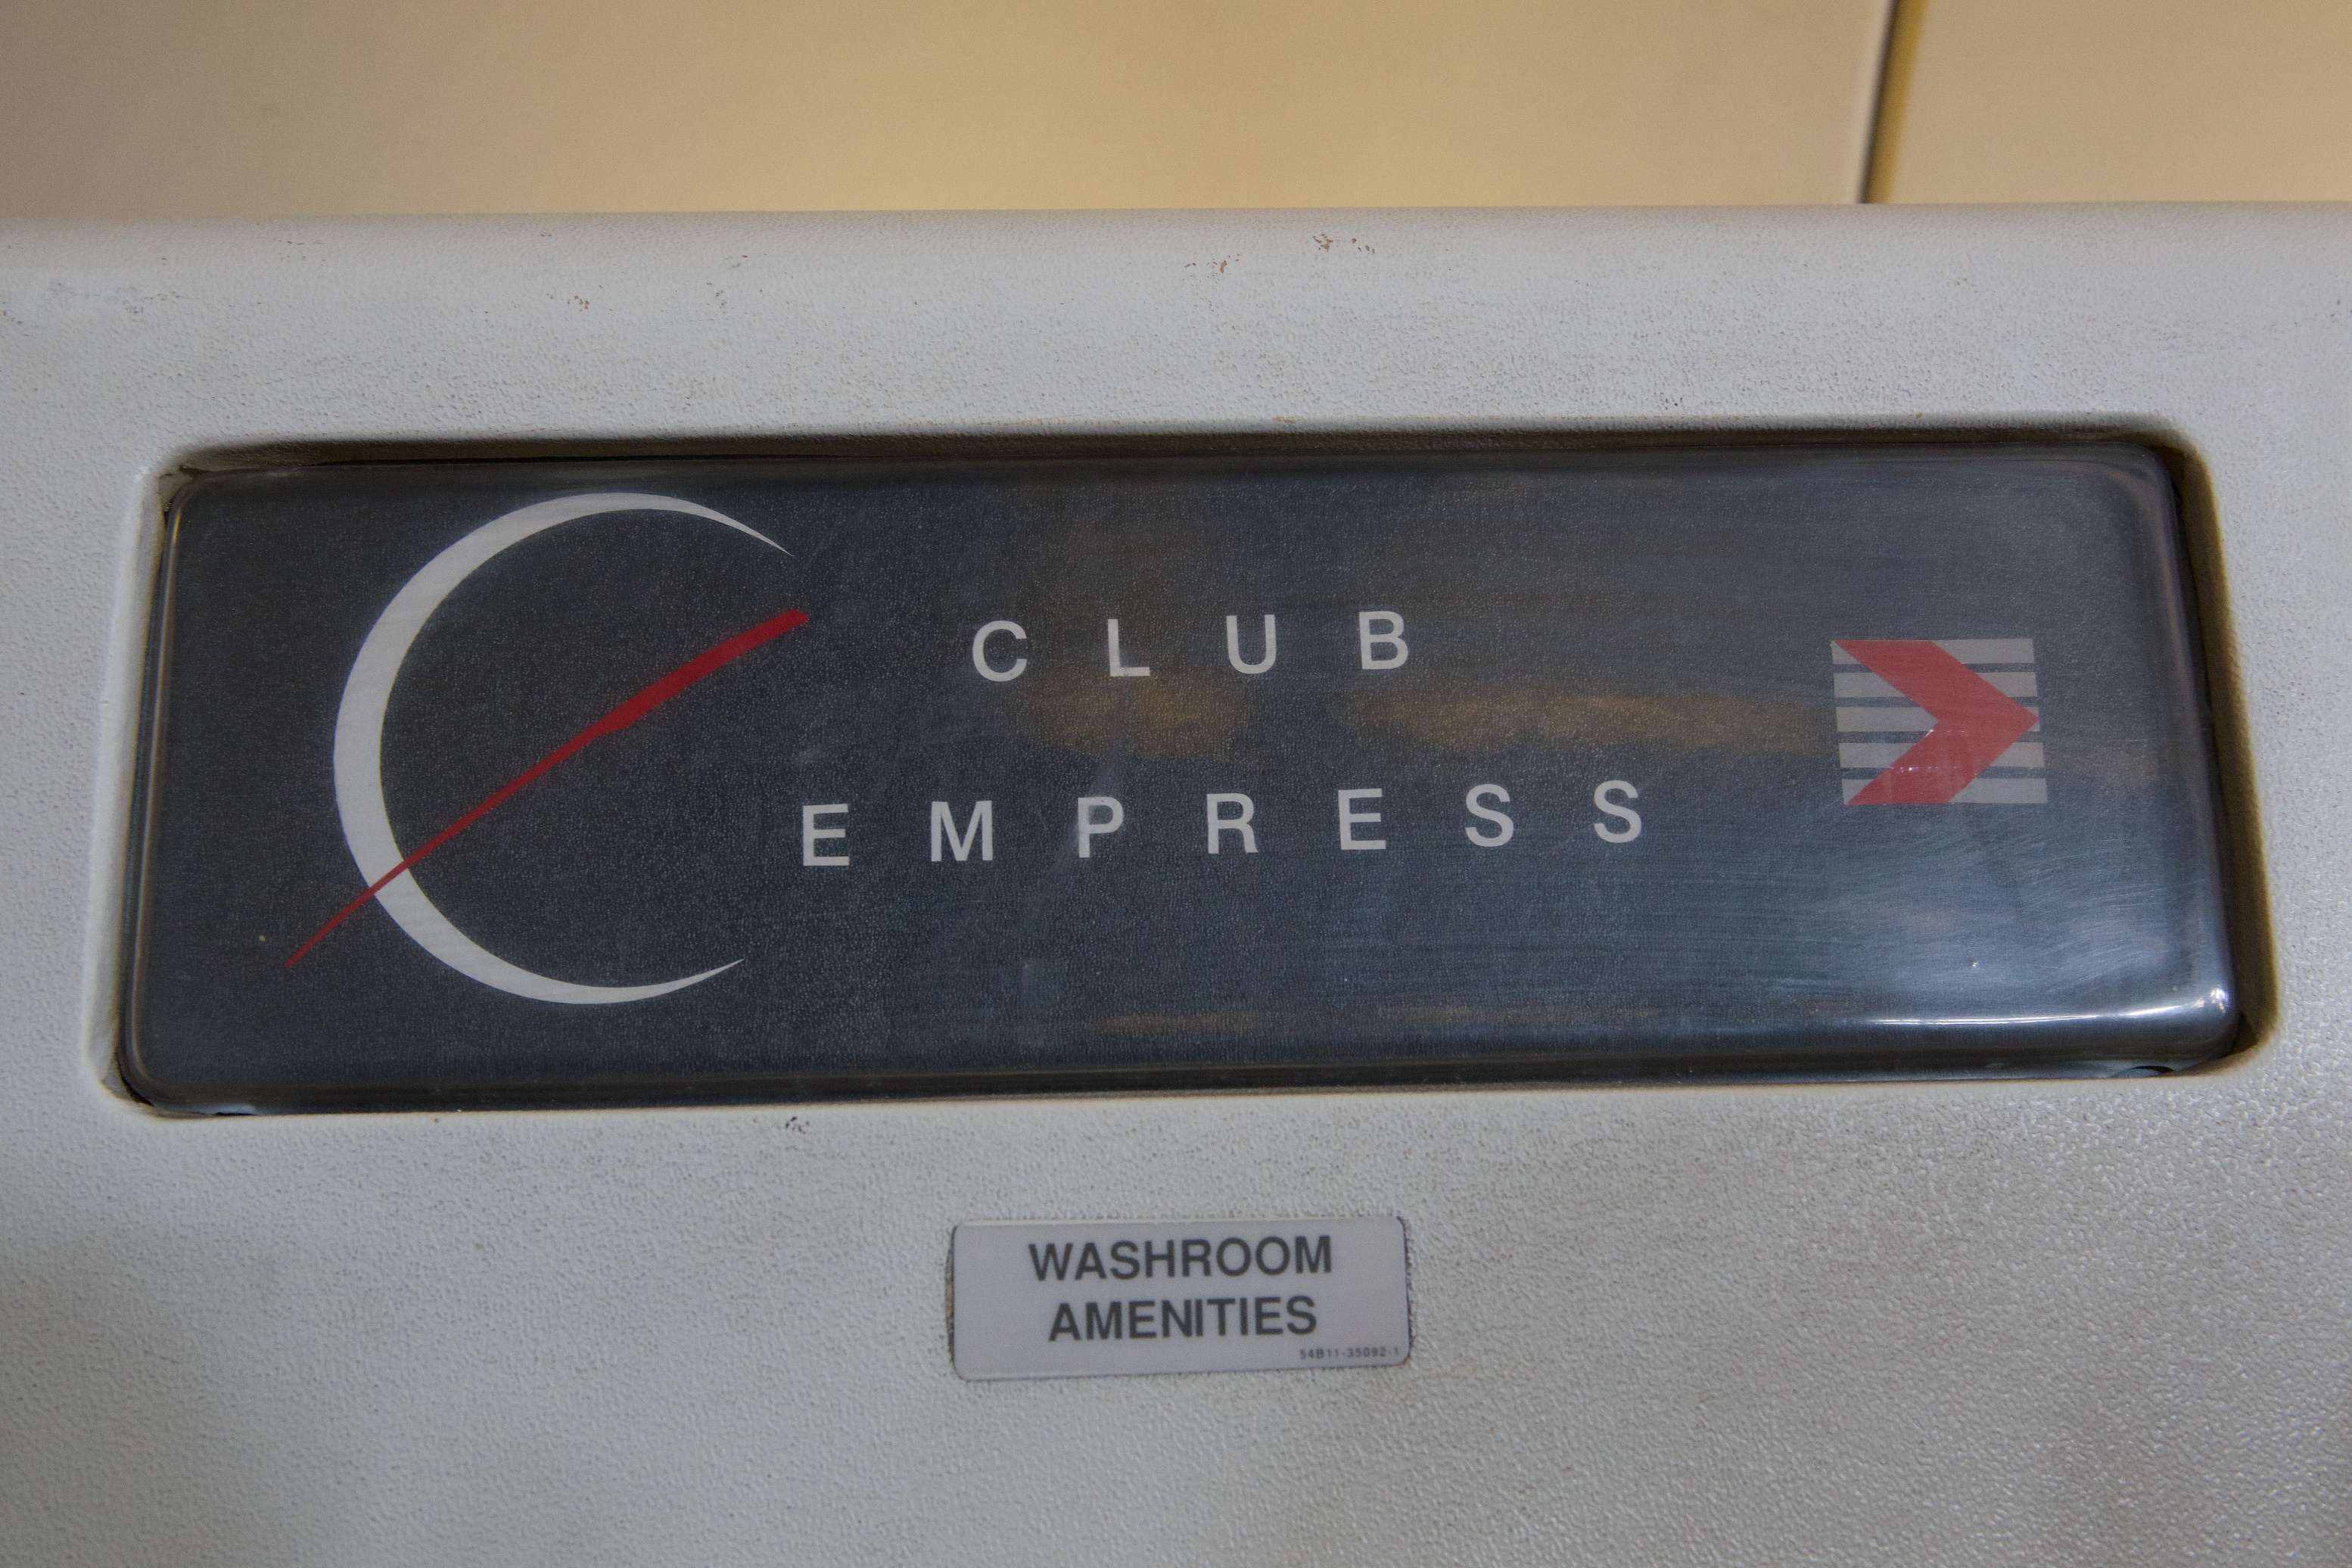 CLUB
EMPRESS
WASHROOM
AMENITIES
54B11-35092-1